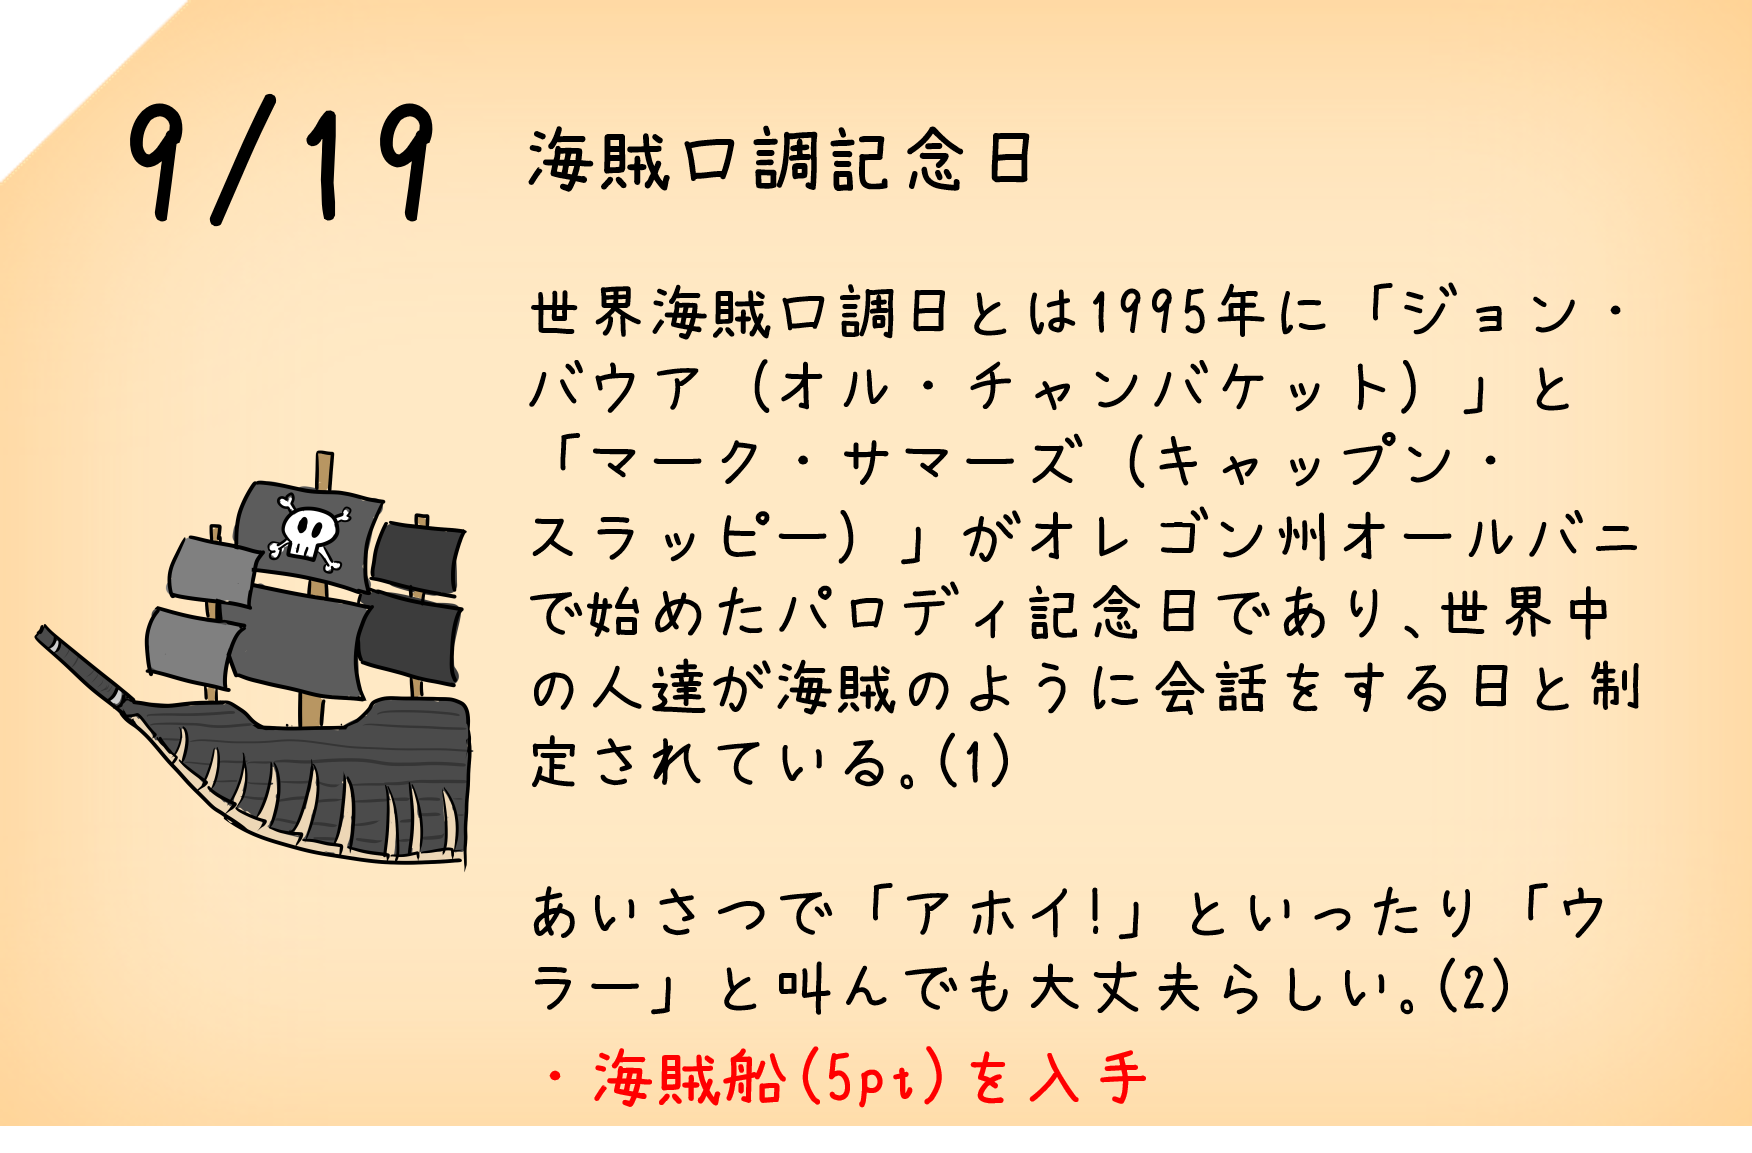 9/19
海賊口調記念日
世界海賊口調日とは1995年に「ジョン・
バウア（オル・チャンバケット）」と
「マーク・サマーズ（キャップン・
スラッピー）」がオレゴン州オールバニ
で始めたパロディ記念日であり、世界中
の人達が海賊のように会話をする日と制
定されている。(1)
あいさつで「アホイ!」といったり「ウ
ラー」と叫んでも大丈夫らしい。(2)
・海賊船(5pt)を入手